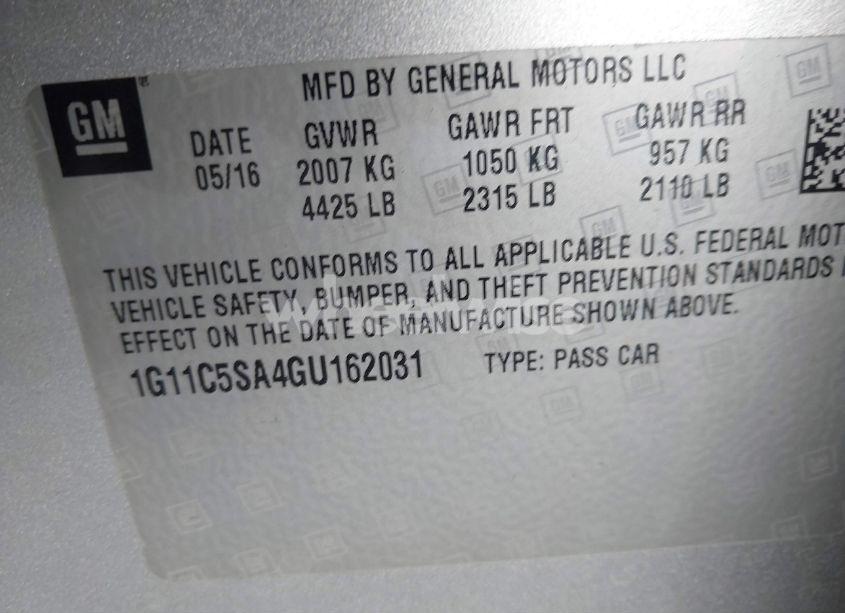 MFD BY GENERAL MOTORS LLC
GM
DATE GVWR GAWR FRT GAWR RR
05/16 2007 KG 1050 KG 957 KG
4425 LB 2315 LB 2110 LB
THIS VEHICLE CONFORMS TO ALL APPLICABLE U.S. FEDERAL MOT
VEHICLE SAFETY, BUMPER, AND THEFT PREVENTION STANDARDS
EFFECT ON THE DATE OF MANUFACTURE SHOWN ABOVE.
1G11C5SA4GU162031 TYPE: PASS CAR